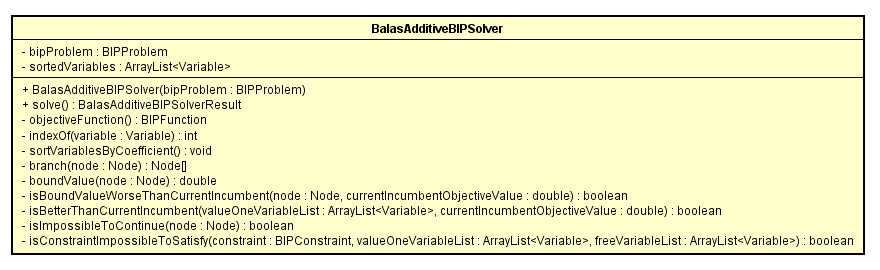 BalasAdditiveBIPSolver
- bipProblem : BIPProblem
- sortedVariables : ArrayList<Variable>
+ BalasAdditiveBIPSolver(bipProblem : BIPProblem)
+ solve() : BalasAdditiveBIPSolverResult
- objectiveFunction() : BIPFunction
- indexOf(variable : Variable) : int
- sortVariablesByCoefficient() : void
- branch(node : Node) : Node[]
- boundValue(node : Node) : double
- isBoundValueWorseThanCurrentIncumbent(node : Node, currentIncumbentObjectiveValue : double) : boolean
- isBetterThanCurrentIncumbent(valueOneVariableList : ArrayList<Variable>, currentIncumbentObjectiveValue : double) : boolean
- isImpossibleToContinue(node : Node) : boolean
- isConstraintImpossibleToSatisfy(constraint : BIPConstraint, valueOneVariableList : ArrayList<Variable>, freeVariableList : ArrayList<Variable>) : boolean